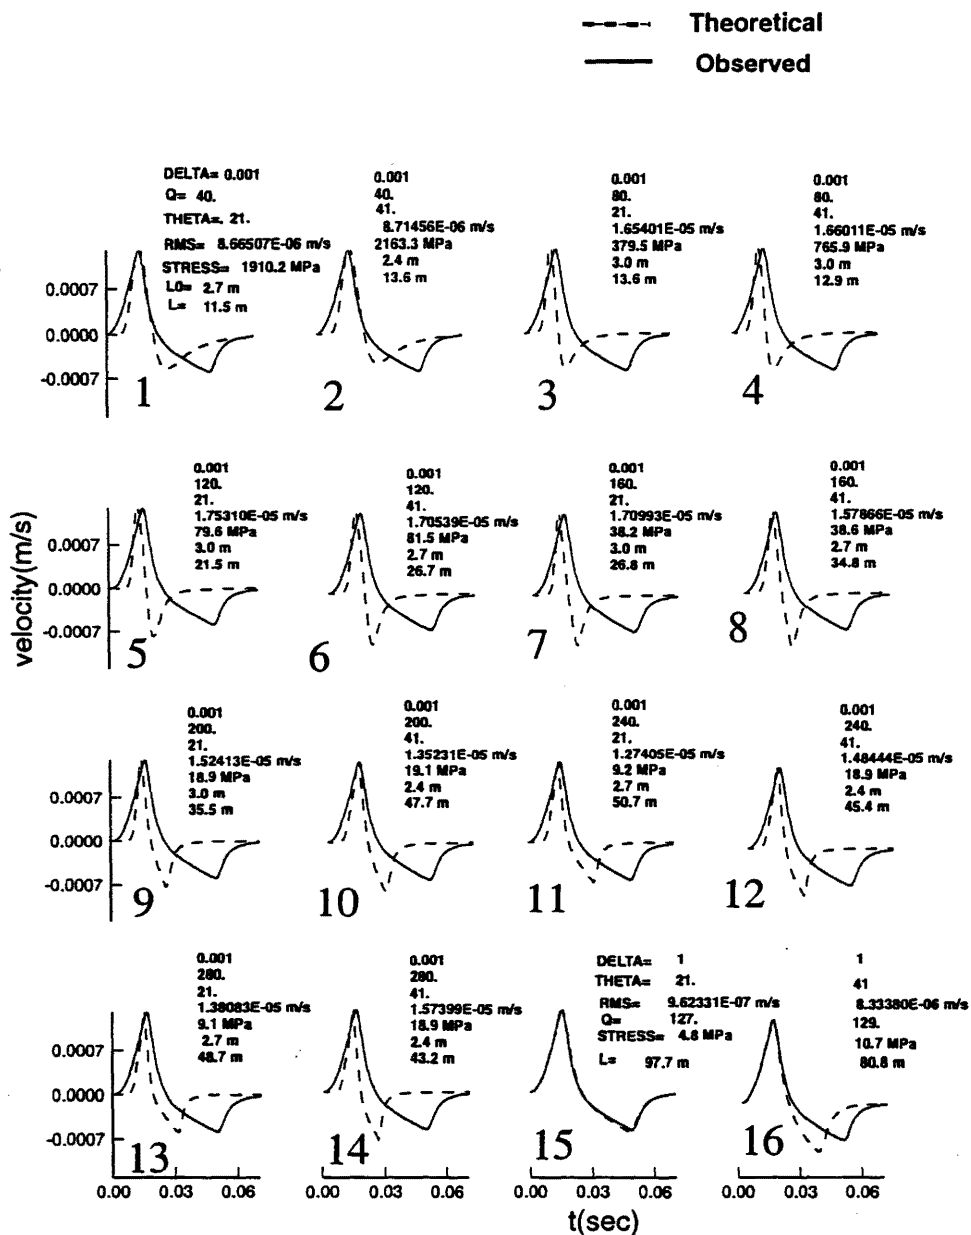 Theoretical
Observed
DELTA= 0.001
Q= 40.
THETA=. 21.
RMS= 8.66507E-06 m/s
STRESS= 1910.2 MPa
L0= 2.7 m
L= 11.5 m
0.001
40.
41.
8.71456E-06 m/s
2163.3 MPa
2.4 m
13.6 m
0.001
80.
21.
1.65401E-05 m/s
379.5 MPa
3.0 m
13.6 m
0.001
80.
41.
1.66011E-05 m/s
765.9 MPa
3.0 m
12.9 m
0.0007
0.0000
-0.0007
1
2
3
4
velocity(m/s)
0.001
120.
21.
1.75310E-05 m/s
79.6 MPa
3.0 m
21.5 m
0.001
120.
41.
1.70539E-05 m/s
81.5 MPa
2.7 m
26.7 m
0.001
160.
21.
1.70993E-05 m/s
38.2 MPa
3.0 m
26.8 m
0.001
160.
41.
1.57866E-05 m/s
38.6 MPa
2.7 m
34.8 m
0.0007
0.0000
-0.0007
5
6
7
8
0.001
200.
21.
1.52413E-05 m/s
18.9 MPa
3.0 m
35.5 m
0.001
200.
41.
1.35231E-05 m/s
19.1 MPa
2.4 m
47.7 m
0.001
240.
21.
1.27405E-05 m/s
9.2 MPa
2.7 m
50.7 m
0.001
240.
41.
1.48444E-05 m/s
18.9 MPa
2.4 m
45.4 m
0.0007
0.0000
-0.0007
9
10
11
12
0.001
280.
21.
1.38083E-05 m/s
9.1 MPa
2.7 m
48.7 m
0.001
280.
41.
1.57399E-05 m/s
18.9 MPa
2.4 m
43.2 m
DELTA= 1
THETA= 21.
RMS= 9.62331E-07 m/s
Q= 127.
STRESS= 4.8 MPa
L= 97.7 m
1
41
8.33380E-06 m/s
129.
10.7 MPa
80.8 m
0.0007
0.0000
-0.0007
13
14
15
16
0.00 0.03 0.06
0.00 0.03 0.06
0.00 0.03 0.06
0.00 0.03 0.06
t(sec)